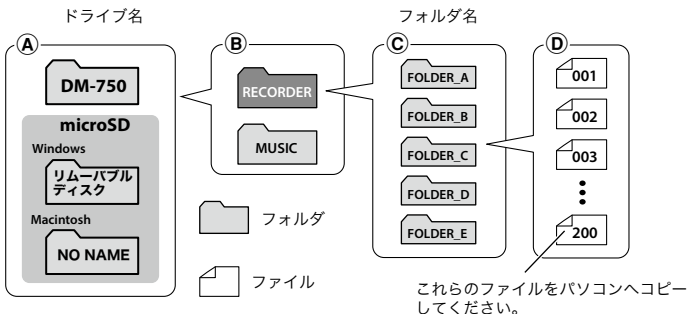 ドライブ名
フォルダ名
A
B
C
D
DM-750
microSD
Windows
リムーバブル
ディスク
Macintosh
NO NAME
RECORDER
MUSIC
フォルダ
ファイル
FOLDER_A
FOLDER_B
FOLDER_C
FOLDER_D
FOLDER_E
001
002
003
200
これらのファイルをパソコンへコピー
してください。